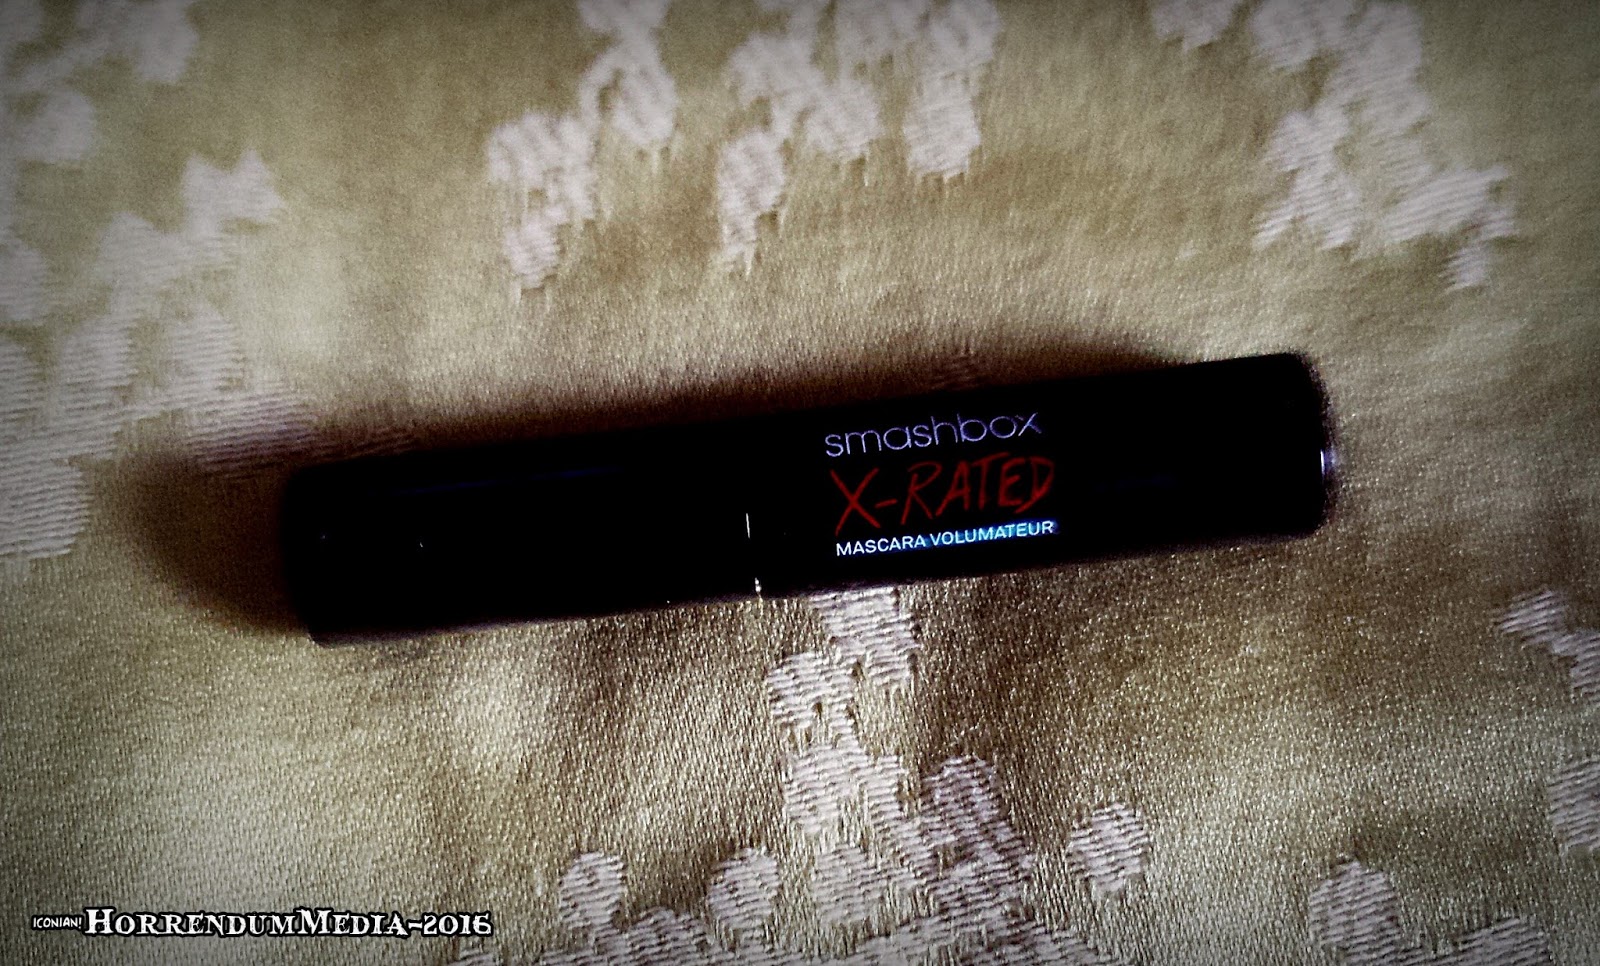 smashbox
X-RATED
MASCARA VOLUMATEUR
ICONIAN! HORRENDUMMEDIA-2016